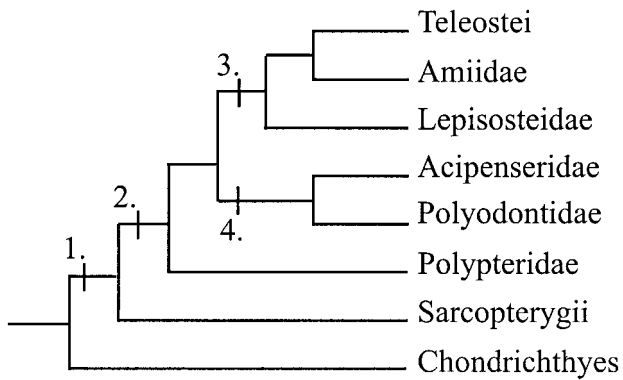 Teleostei
3.
Amiidae
Lepisosteidae
Acipenseridae
2.
Polyodontidae
4.
1.
Polypteridae
Sarcopterygii
Chondrichthyes